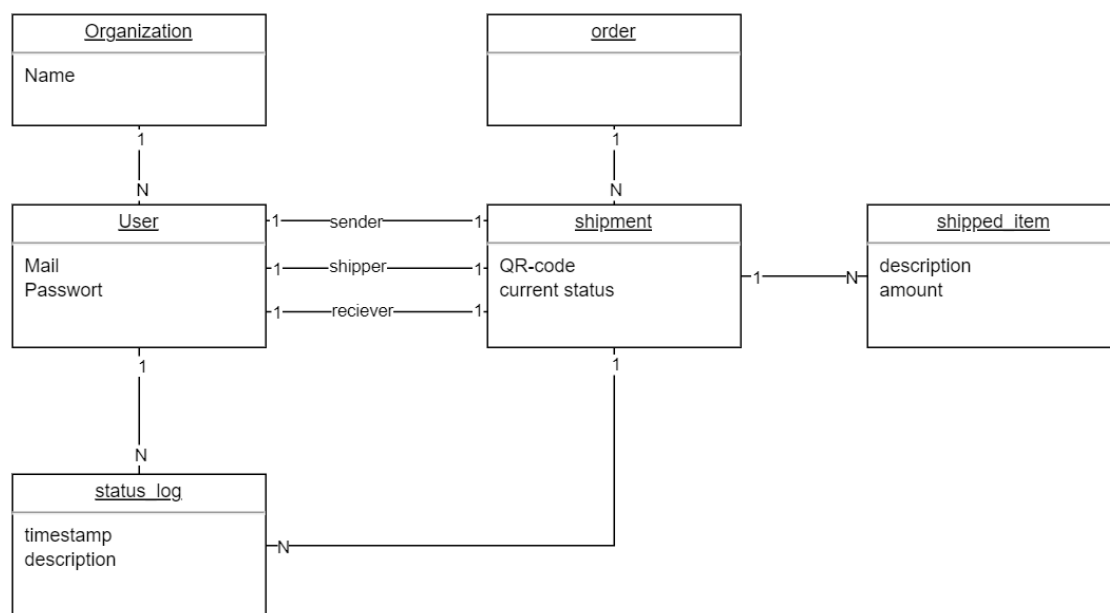 Organization
Name
order
1
N
1
N
User
Mail
Passwort
1 sender 1
1 shipper 1
1 reciever 1
shipment
QR-code
current status
1 N
shipped_item
description
amount
1
N
1
status_log
timestamp
description
N